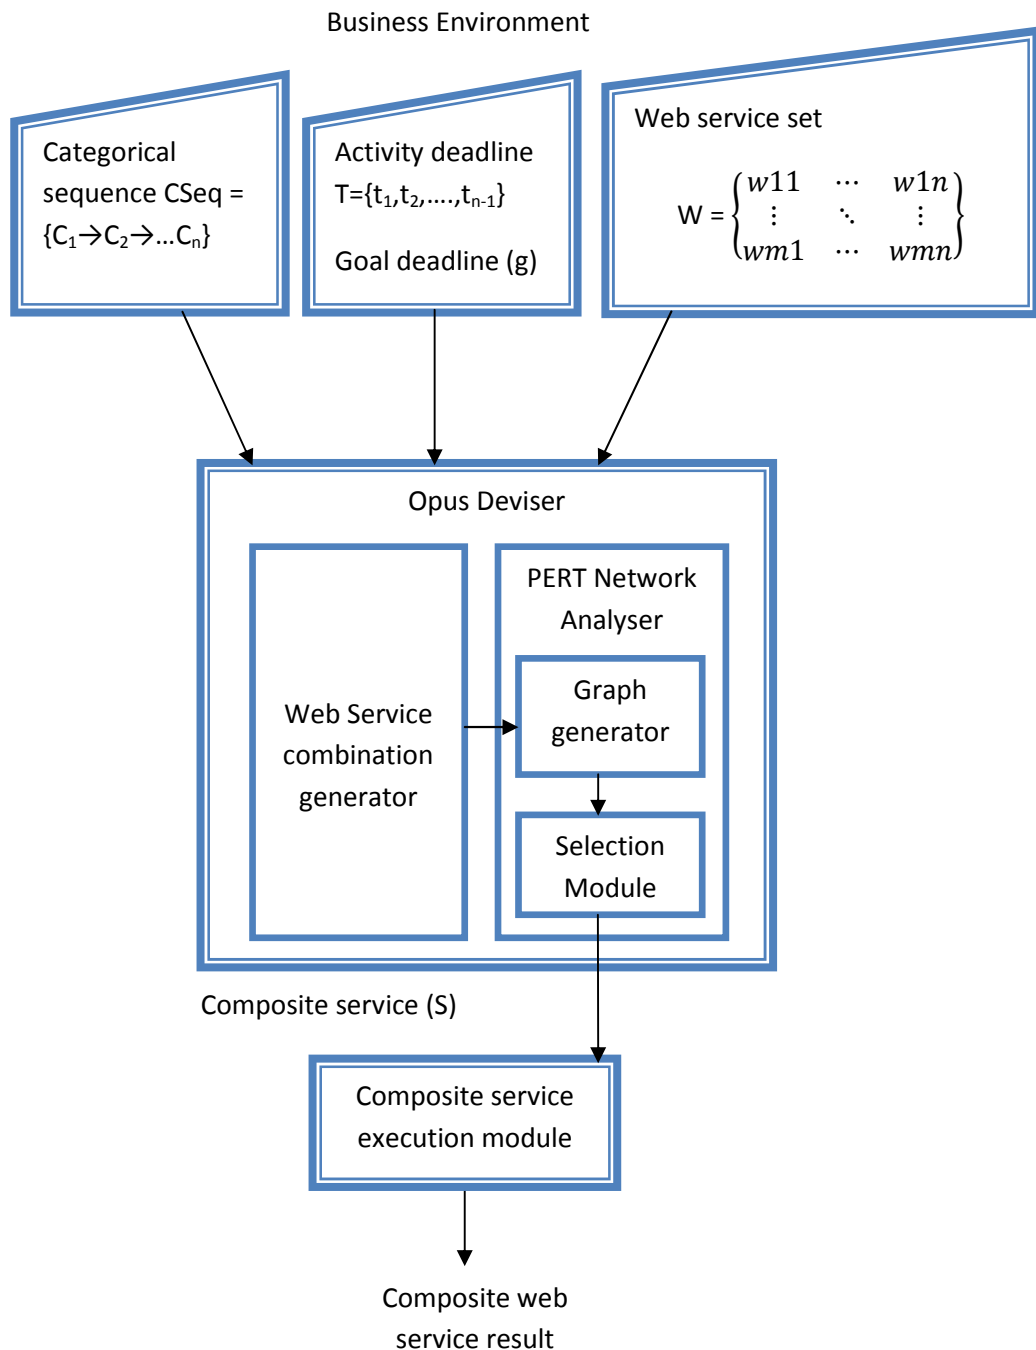 Business Environment
Categorical
sequence CSeq =
{C₁→C₂→…Cₙ}
Activity deadline
T={t₁,t₂,….,tₙ₋₁}
Goal deadline (g)
Web service set
W = {w11 ⋯ w1n
⋮ ⋱ ⋮
wm1 ⋯ wmn}
Opus Deviser
Web Service
combination
generator
PERT Network
Analyser
Graph
generator
Selection
Module
Composite service (S)
Composite service
execution module
Composite web
service result